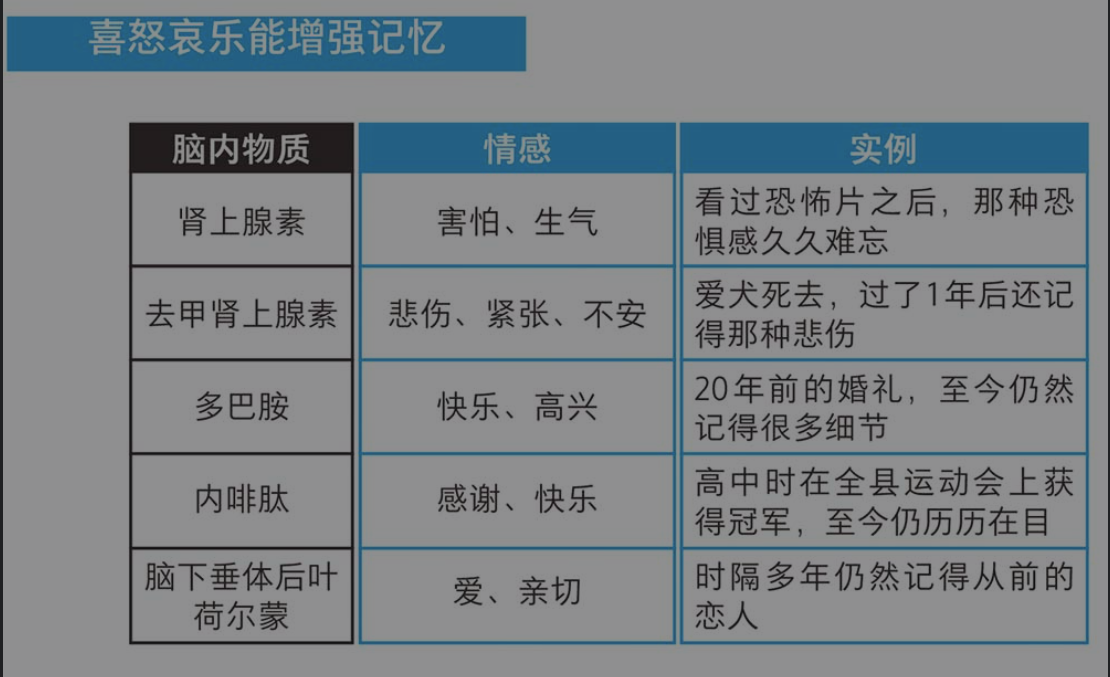 喜怒哀乐能增强记忆
脑内物质 情感 实例
肾上腺素 害怕、生气 看过恐怖片之后，那种恐
惧感久久难忘
去甲肾上腺素 悲伤、紧张、不安 爱犬死去，过了1年后还记
得那种悲伤
多巴胺 快乐、高兴 20年前的婚礼，至今仍然
记得很多细节
内啡肽 感谢、快乐 高中时在全县运动会上获
得冠军，至今仍历历在目
脑下垂体后叶
荷尔蒙 爱、亲切 时隔多年仍然记得从前的
恋人